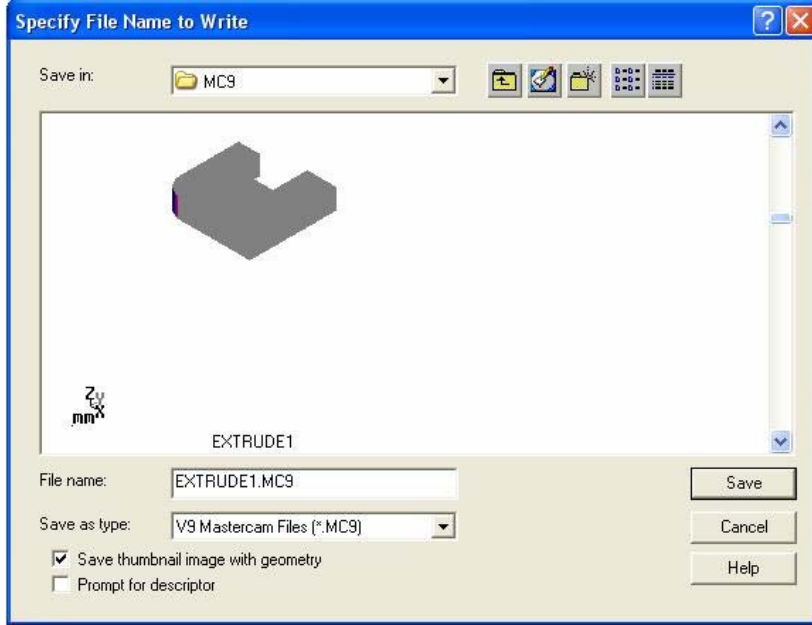 Specify File Name to Write
Save in:
MC9
Z
Y
X
mm
EXTRUDE1
File name:
EXTRUDE1.MC9
Save
Save as type:
V9 Mastercam Files (*.MC9)
Cancel
Save thumbnail image with geometry
Help
Prompt for descriptor